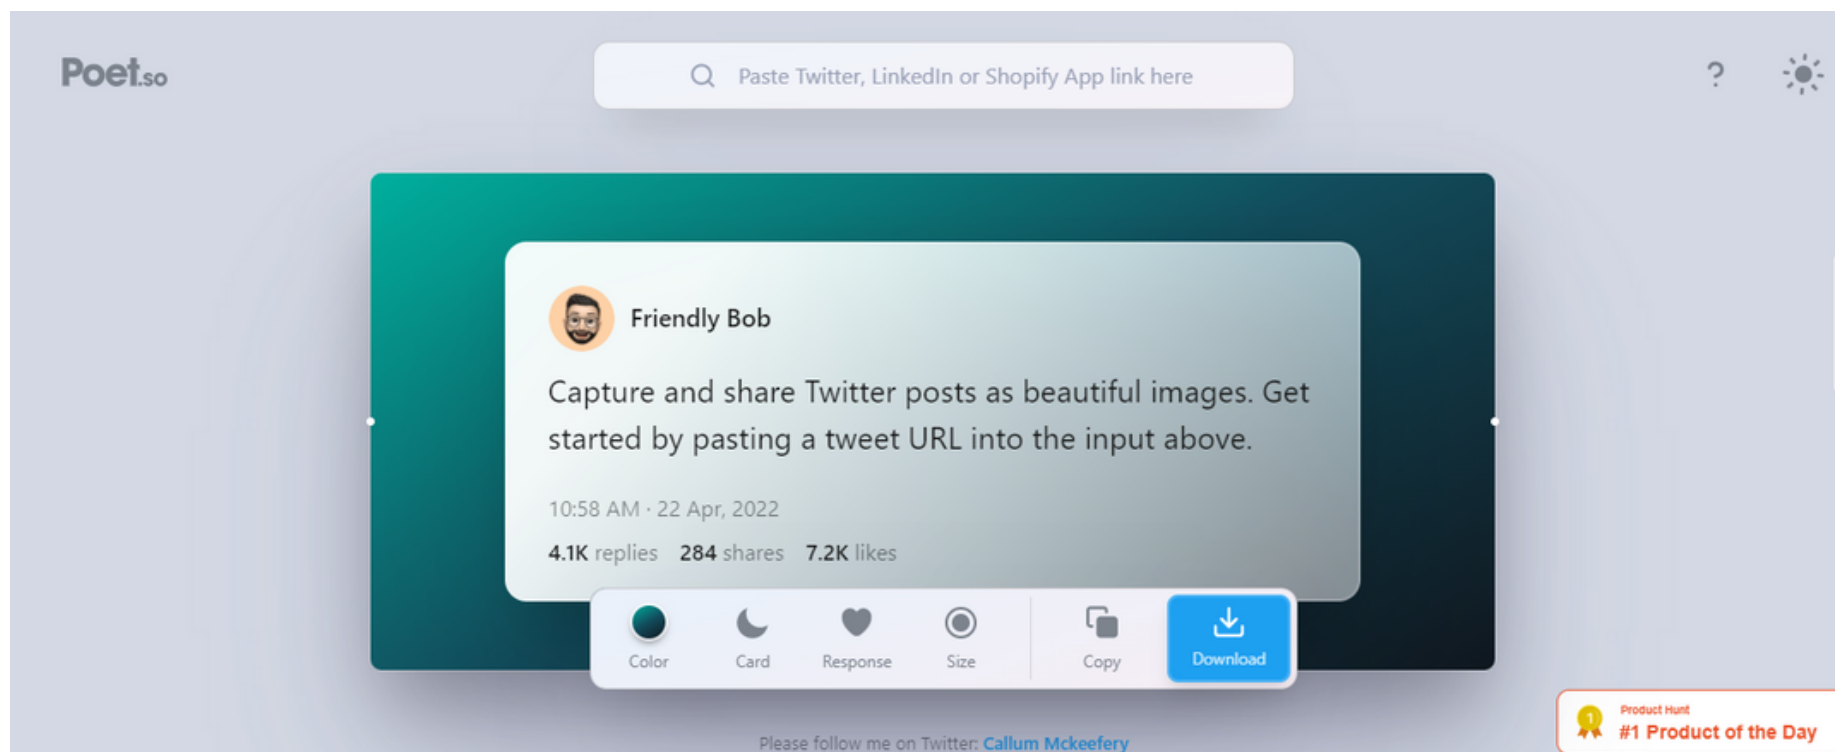 Poet.so
Paste Twitter, LinkedIn or Shopify App link here
?
Friendly Bob
Capture and share Twitter posts as beautiful images. Get
started by pasting a tweet URL into the input above.
10:58 AM · 22 Apr, 2022
4.1K replies 284 shares 7.2K likes
Color Card Response Size Copy Download
Product Hunt
1 #1 Product of the Day
Please follow me on Twitter: Callum Mckeefery